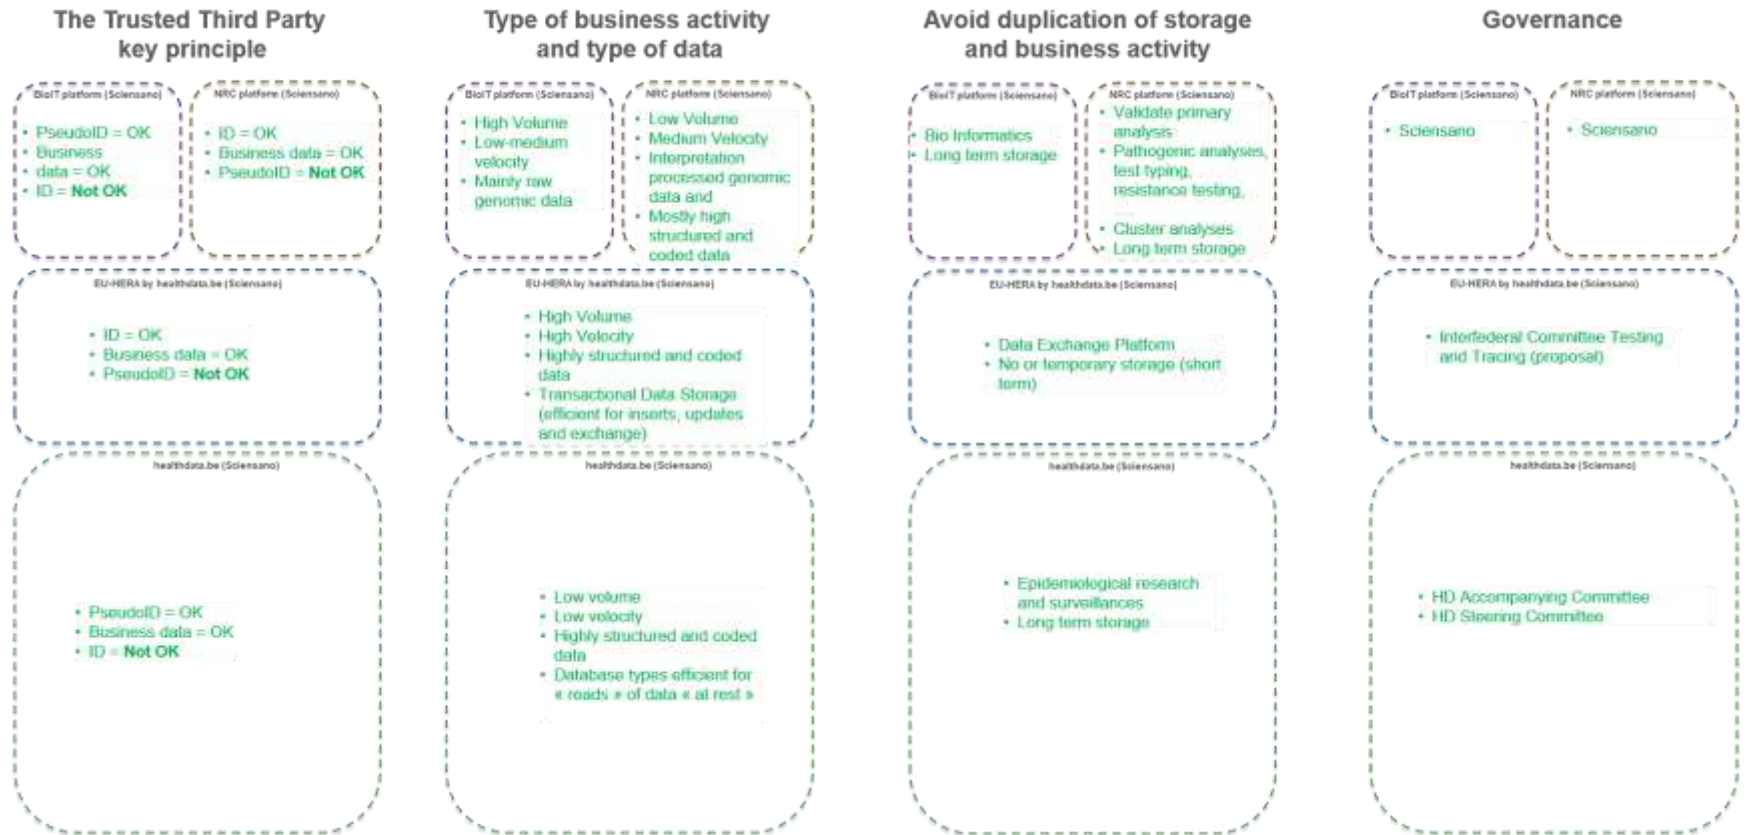 The Trusted Third Party
key principle
BioIT platform (Sciensano)
• PseudoID = OK
• Business
• data = OK
• ID = Not OK
NRC platform (Sciensano)
• ID = OK
• Business data = OK
• PseudoID = Not OK
EU-HERA by healthdata.be (Sciensano)
• ID = OK
• Business data = OK
• PseudoID = Not OK
healthdata.be (Sciensano)
• PseudoID = OK
• Business data = OK
• ID = Not OK
Type of business activity
and type of data
BioIT platform (Sciensano)
• High Volume
• Low-medium
velocity
• Mainly raw
genomic data
NRC platform (Sciensano)
• Low Volume
• Medium Velocity
• Interpretation
processed genomic
data and
• Mostly high
structured and
coded data
EU-HERA by healthdata.be (Sciensano)
• High Volume
• High Velocity
• Highly structured and coded
data
• Transactional Data Storage
(efficient for inserts, updates
and exchange)
healthdata.be (Sciensano)
• Low volume
• Low velocity
• Highly structured and coded
data
• Database types efficient for
« reads » of data « at rest »
Avoid duplication of storage
and business activity
BioIT platform (Sciensano)
• Bio Informatics
• Long term storage
NRC platform (Sciensano)
• Validate primary
analysis
• Pathogenic analyses,
test typing,
resistance testing,
....
• Cluster analyses
• Long term storage
EU-HERA by healthdata.be (Sciensano)
• Data Exchange Platform
• No or temporary storage (short
term)
healthdata.be (Sciensano)
• Epidemiological research
and surveillances
• Long term storage
Governance
BioIT platform (Sciensano)
• Sciensano
NRC platform (Sciensano)
• Sciensano
EU-HERA by healthdata.be (Sciensano)
• Interfederal Committee Testing
and Tracing (proposal)
healthdata.be (Sciensano)
• HD Accompanying Committee
• HD Steering Committee